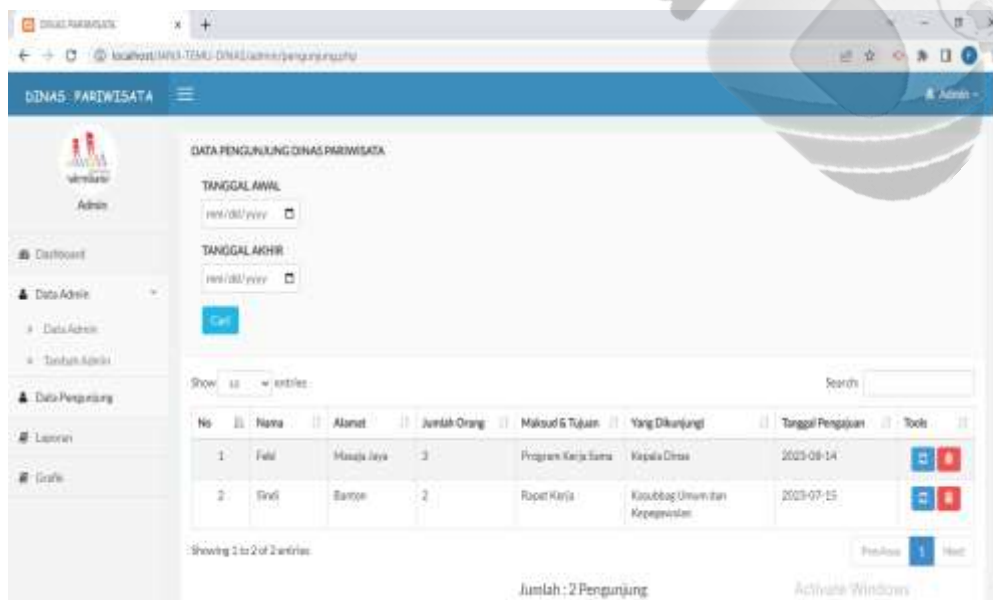 DINAS PARIWISATA
DINAS PARIWISATA
Admin
Admin
Dashboard
Data Admin
Data Admin
Tambah Admin
Data Pengunjung
Laporan
Grafik
DATA PENGUNJUNG DINAS PARIWISATA
TANGGAL AWAL
mm/dd/yyyy
TANGGAL AKHIR
mm/dd/yyyy
Cari
Show 10 entries
Search:
No Nama Alamat Jumlah Orang Maksud & Tujuan Yang Dikunjungi Tanggal Pengajuan Tools
1 Jaya 3 Program Kerja Sama Kepala Dinas 2023-08-14
2 2 Rapat Kerja Kasubbag Umum dan Kepegawaian 2023-07-15
Showing 1 to 2 of 2 entries
Previous 1 Next
Jumlah : 2 Pengunjung
Activate Windows